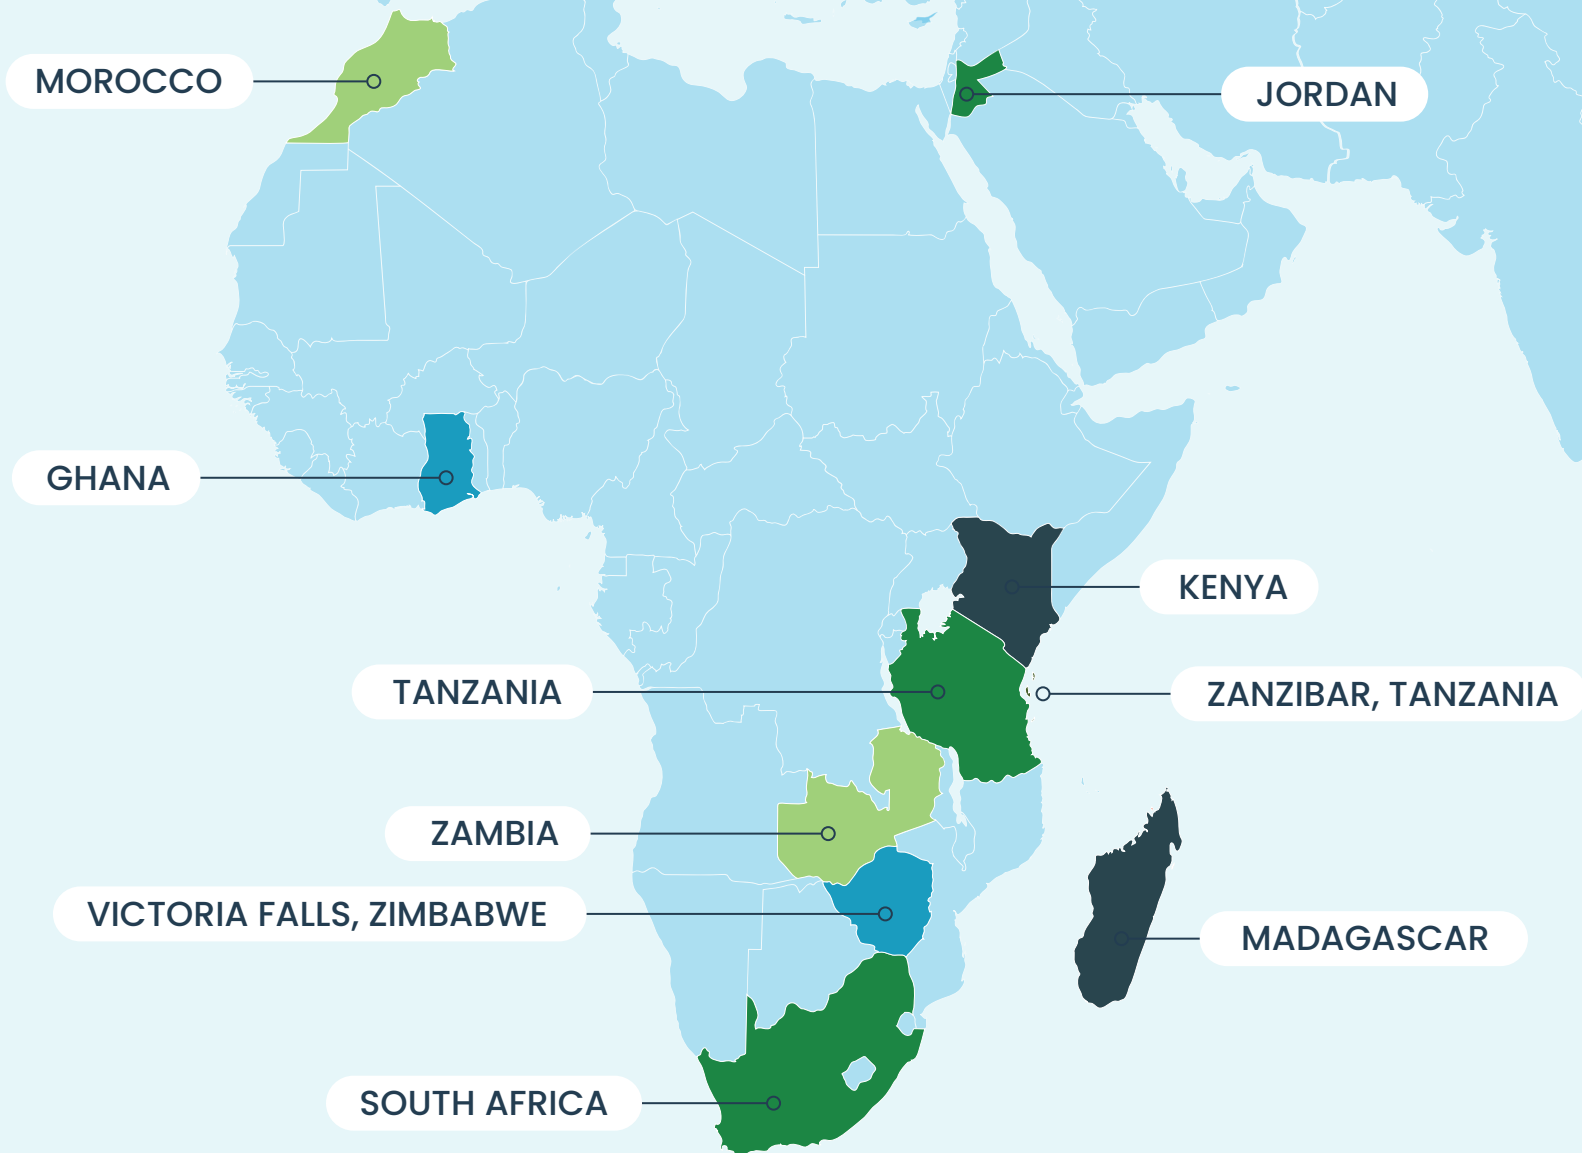 MOROCCO
JORDAN
GHANA
KENYA
TANZANIA
ZANZIBAR, TANZANIA
ZAMBIA
VICTORIA FALLS, ZIMBABWE
MADAGASCAR
SOUTH AFRICA